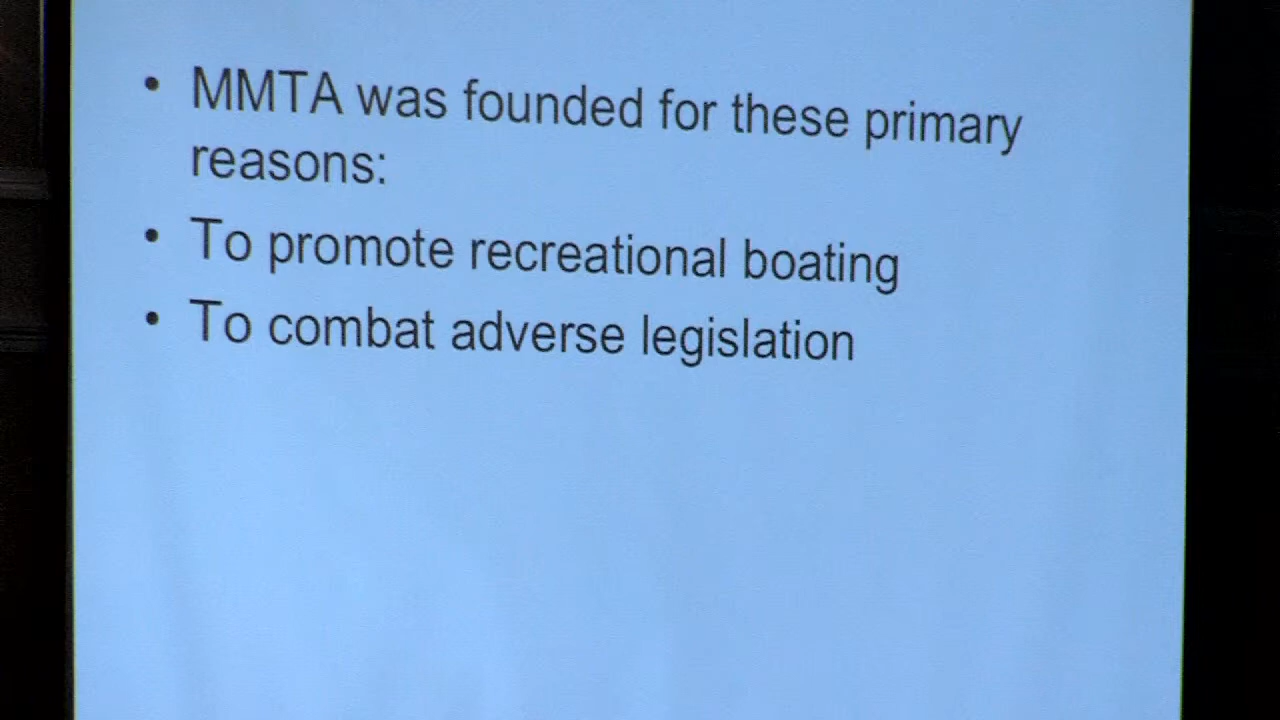 • MMTA was founded for these primary
reasons:
• To promote recreational boating
• To combat adverse legislation